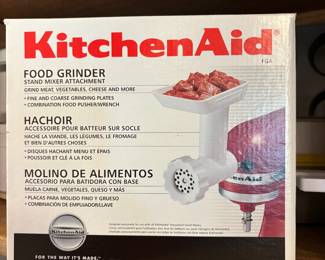 KitchenAid®
FGA
FOOD GRINDER
STAND MIXER ATTACHMENT
GRIND MEAT, VEGETABLES, CHEESE AND MORE
• FINE AND COARSE GRINDING PLATES
• COMBINATION FOOD PUSHER/WRENCH
HACHOIR
ACCESSOIRE POUR BATTEUR SUR SOCLE
HACHE LA VIANDE, LES LÉGUMES, LE FROMAGE
ET BIEN D'AUTRES CHOSES
• DISQUES HACHANT MENU ET ÉPAIS
• POUSSOIR ET CLÉ À LA FOIS
MOLINO DE ALIMENTOS
ACCESORIO PARA BATIDORA CON BASE
MUELA CARNE, VEGETALES, QUESO Y MÁS
• PLACAS PARA MOLIDO FINO Y GRUESO
• COMBINACIÓN DE EMPUJADOR/LLAVE
KitchenAid
KitchenAid
FOR THE WAY IT'S MADE.™